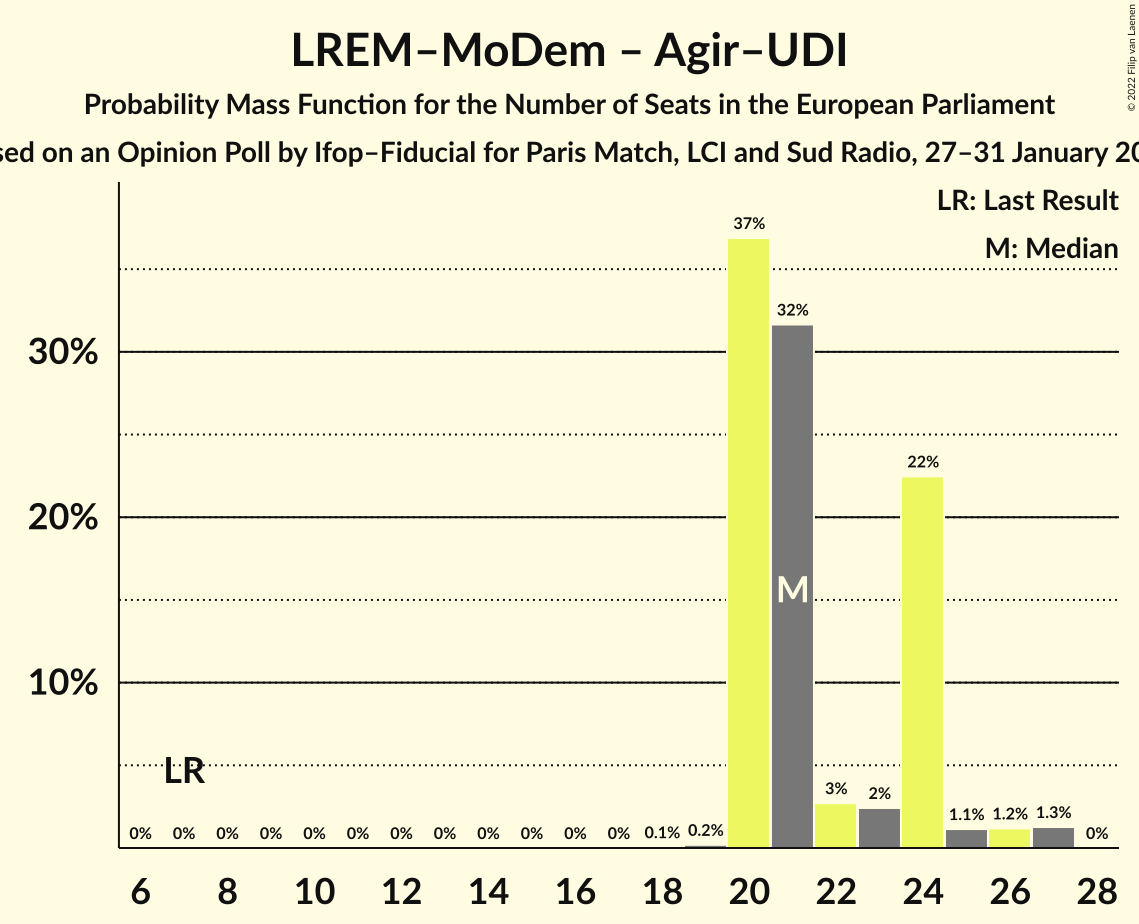 LREM–MoDem – Agir–UDI
Probability Mass Function for the Number of Seats in the European Parliament
on an Opinion Poll by Ifop–Fiducial for Paris Match, LCI and Sud Radio, 27–31 January
© 2022 Filip van Laenen
LR: Last Result
M: Median
37%
32%
30%
22%
20%
M
10%
LR
0% 0% 0% 0% 0% 0% 0% 0% 0% 0% 0% 0% 0.1% 0.2% 3% 2% 1.1% 1.2% 1.3% 0%
6 8 10 12 14 16 18 20 22 24 26 28